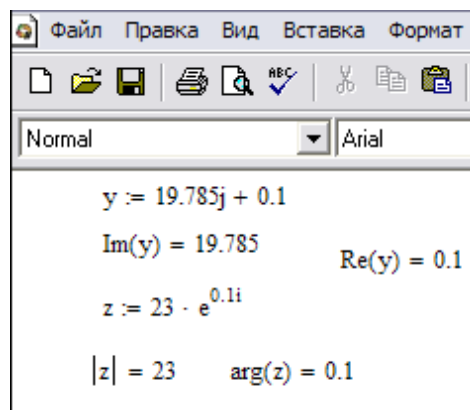 Файл Правка Вид Вставка Формат
ABC
Normal Arial
y := 19.785j + 0.1
Im(y) = 19.785 Re(y) = 0.1
z := 23 · e^0.1i
|z| = 23 arg(z) = 0.1